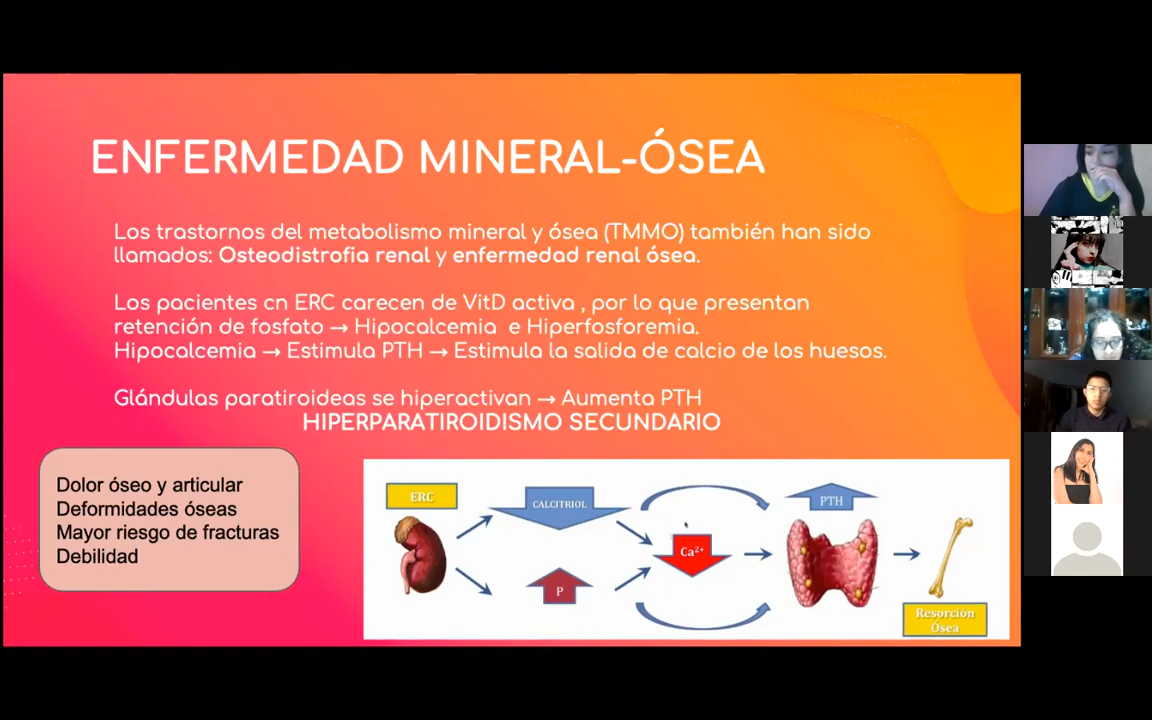 ENFERMEDAD MINERAL-ÓSEA
Los trastornos del metabolismo mineral y ósea (TMMO) también han sido
llamados: Osteodistrofia renal y enfermedad renal ósea.
Los pacientes cn ERC carecen de VitD activa , por lo que presentan
retención de fosfato → Hipocalcemia e Hiperfosforemia.
Hipocalcemia → Estimula PTH → Estimula la salida de calcio de los huesos.
Glándulas paratiroideas se hiperactivan → Aumenta PTH
HIPERPARATIROIDISMO SECUNDARIO
Dolor óseo y articular
Deformidades óseas
Mayor riesgo de fracturas
Debilidad
ERC
CALCITRIOL
P
Ca²⁺
PTH
Resorción
Ósea